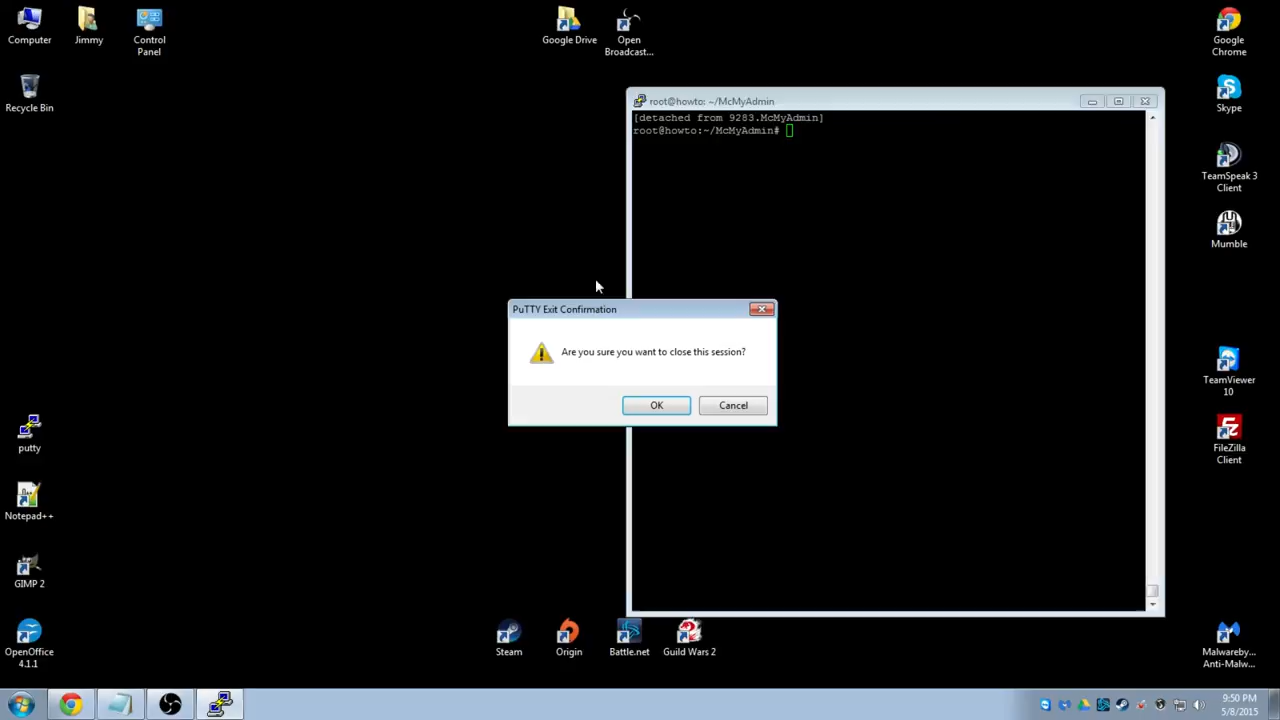 Computer
Jimmy
Control
Panel
Google Drive
Open
Broadcast...
Google
Chrome
Recycle Bin
Skype
root@howto: ~/McMyAdmin
[detached from 9283.McMyAdmin]
root@howto:~/McMyAdmin#
TeamSpeak 3
Client
Mumble
PuTTY Exit Confirmation
Are you sure you want to close this session?
OK
Cancel
TeamViewer
10
putty
FileZilla
Client
Notepad++
GIMP 2
OpenOffice
4.1.1
Steam
Origin
Battle.net
Guild Wars 2
Malwareby...
Anti-Malw...
9:50 PM
5/8/2015